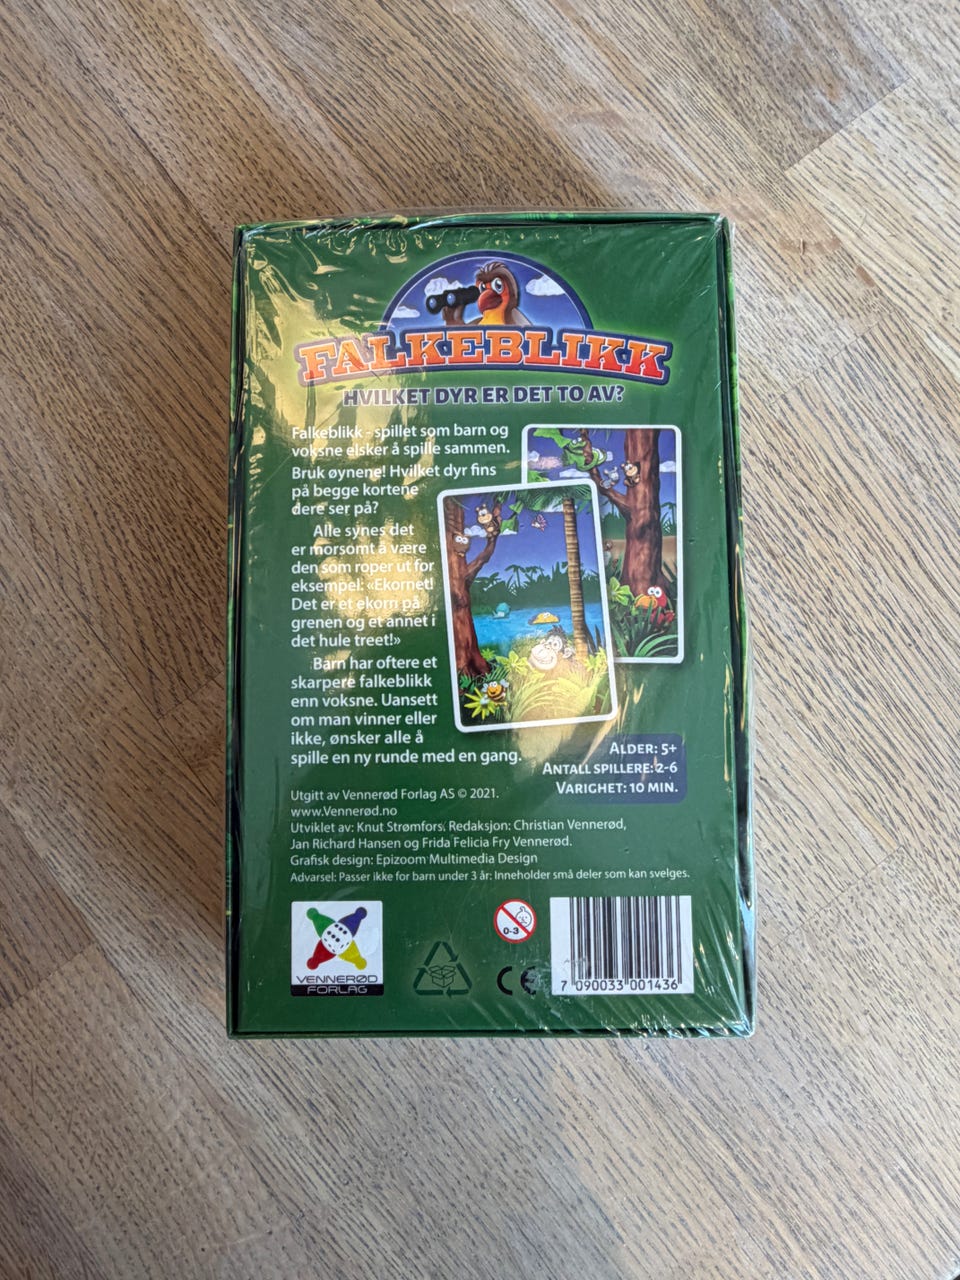 FALKEBLIKK
HVILKET DYR ER DET TO AV?
Falkeblikk - spillet som barn og
voksne elsker å spille sammen.
Bruk øynene! Hvilket dyr fins
på begge kortene
dere ser på?
Alle synes det
er morsomt å være
den som roper ut for
eksempel: «Ekornet!
Det er et ekorn på
grenen og et annet i
det hule treet!»
Barn har oftere et
skarpere falkeblikk
enn voksne. Uansett
om man vinner eller
ikke, ønsker alle å
spille en ny runde med en gang.
ALDER: 5+
ANTALL SPILLERE: 2-6
VARIGHET: 10 MIN.
Utgitt av Vennerød Forlag AS © 2021.
www.Vennerød.no
Utviklet av: Knut Strømfors. Redaksjon: Christian Vennerød,
Jan Richard Hansen og Frida Felicia Fry Vennerød.
Grafisk design: Epizoom Multimedia Design
Advarsel: Passer ikke for barn under 3 år: Inneholder små deler som kan svelges.
VENNERØD
FORLAG
0-3
CE
7 090033 001436